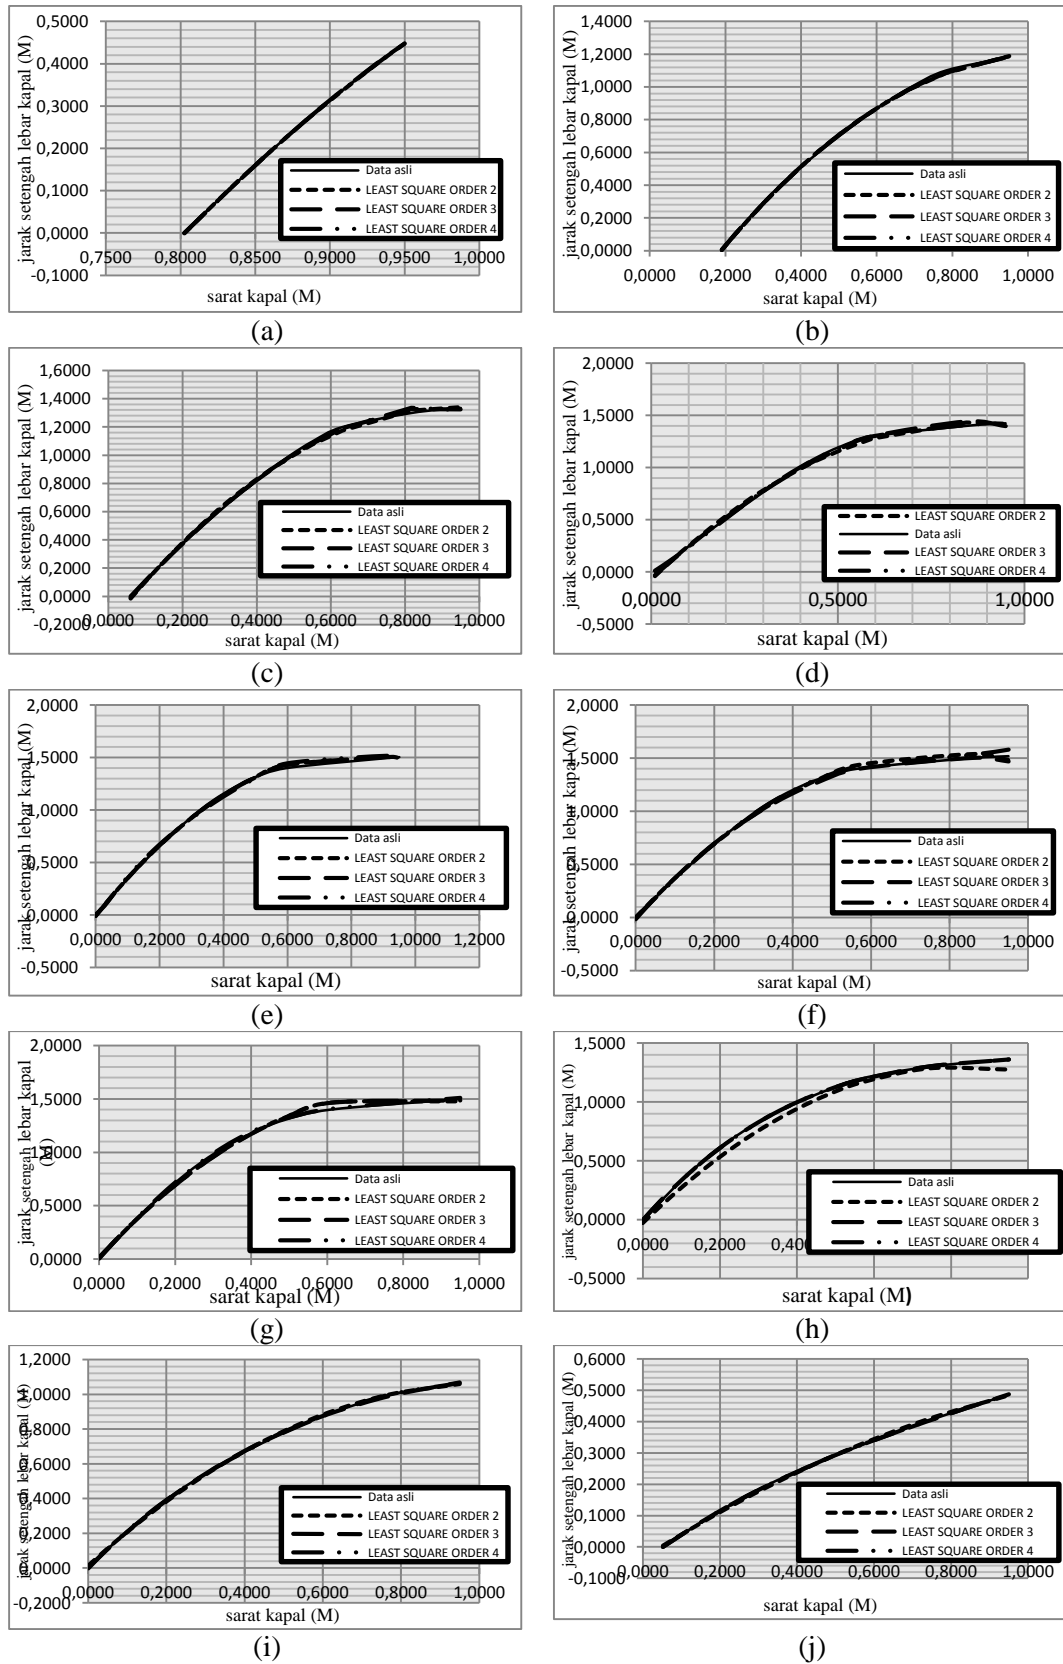 0,5000
0,4000
0,3000
0,2000
0,1000
0,0000
-0,1000
0,7500 0,8000 0,8500 0,9000 0,9500 1,0000
jarak setengah lebar kapal (M)
sarat kapal (M)
Data asli
LEAST SQUARE ORDER 2
LEAST SQUARE ORDER 3
LEAST SQUARE ORDER 4
(a)
1,4000
1,2000
1,0000
0,8000
0,6000
0,4000
0,2000
0,0000
0,0000 0,2000 0,4000 0,6000 0,8000 1,0000
jarak setengah lebar kapal (M)
sarat kapal (M)
Data asli
LEAST SQUARE ORDER 2
LEAST SQUARE ORDER 3
LEAST SQUARE ORDER 4
(b)
1,6000
1,4000
1,2000
1,0000
0,8000
0,6000
0,4000
0,2000
0,0000
-0,2000
0,0000 0,2000 0,4000 0,6000 0,8000 1,0000
jarak setengah lebar kapal (M)
sarat kapal (M)
Data asli
LEAST SQUARE ORDER 2
LEAST SQUARE ORDER 3
LEAST SQUARE ORDER 4
(c)
2,0000
1,5000
1,0000
0,5000
0,0000
-0,5000
0,0000 0,5000 1,0000
jarak setengah lebar kapal (M)
sarat kapal (M)
LEAST SQUARE ORDER 2
Data asli
LEAST SQUARE ORDER 3
LEAST SQUARE ORDER 4
(d)
2,0000
1,5000
1,0000
0,5000
0,0000
-0,5000
0,0000 0,2000 0,4000 0,6000 0,8000 1,0000 1,2000
jarak setengah lebar kapal (M)
sarat kapal (M)
Data asli
LEAST SQUARE ORDER 2
LEAST SQUARE ORDER 3
LEAST SQUARE ORDER 4
(e)
2,0000
1,5000
1,0000
0,5000
0,0000
-0,5000
0,0000 0,2000 0,4000 0,6000 0,8000 1,0000
jarak setengah lebar kapal (M)
sarat kapal (M)
Data asli
LEAST SQUARE ORDER 2
LEAST SQUARE ORDER 3
LEAST SQUARE ORDER 4
(f)
2,0000
1,5000
1,0000
0,5000
0,0000
0,0000 0,2000 0,4000 0,6000 0,8000 1,0000
jarak setengah lebar kapal
(M)
sarat kapal (M)
Data asli
LEAST SQUARE ORDER 2
LEAST SQUARE ORDER 3
LEAST SQUARE ORDER 4
(g)
1,5000
1,0000
0,5000
0,0000
-0,5000
0,0000 0,2000
jarak setengah lebar kapal (M)
sarat kapal (M)
Data asli
LEAST SQUARE ORDER 2
LEAST SQUARE ORDER 3
LEAST SQUARE ORDER 4
(h)
1,2000
1,0000
0,8000
0,6000
0,4000
0,2000
0,0000
-0,2000
0,0000 0,2000 0,4000 0,6000 0,8000 1,0000
jarak setengah lebar kapal (M)
sarat kapal (M)
Data asli
LEAST SQUARE ORDER 2
LEAST SQUARE ORDER 3
LEAST SQUARE ORDER 4
(i)
0,6000
0,5000
0,4000
0,3000
0,2000
0,1000
0,0000
-0,1000
0,0000 0,2000 0,4000 0,6000 0,8000 1,0000
jarak setengah lebar kapal (M)
sarat kapal (M)
Data asli
LEAST SQUARE ORDER 2
LEAST SQUARE ORDER 3
LEAST SQUARE ORDER 4
(j)